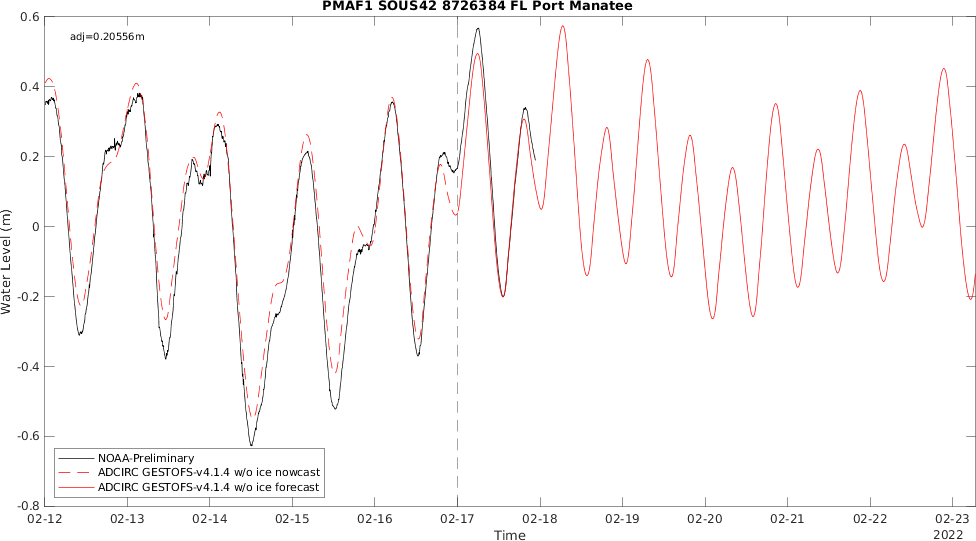 PMAF1 SOUS42 8726384 FL Port Manatee
adj=0.20556m
Water Level (m)
0.6
0.4
0.2
0
-0.2
-0.4
-0.6
-0.8
NOAA-Preliminary
ADCIRC GESTOFS-v4.1.4 w/o ice nowcast
ADCIRC GESTOFS-v4.1.4 w/o ice forecast
02-12 02-13 02-14 02-15 02-16 02-17 02-18 02-19 02-20 02-21 02-22 02-23
Time 2022